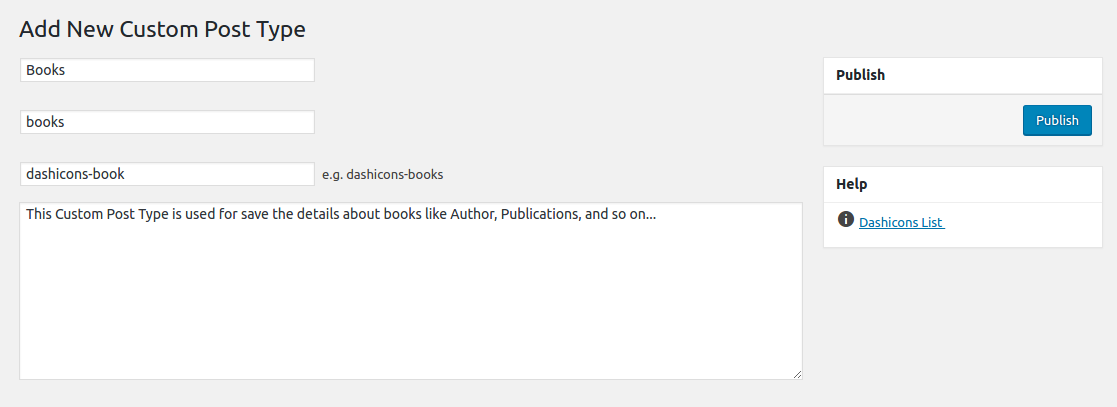 Add New Custom Post Type
Books
books
dashicons-book e.g. dashicons-books
This Custom Post Type is used for save the details about books like Author, Publications, and so on...
Publish
Publish
Help
Dashicons List